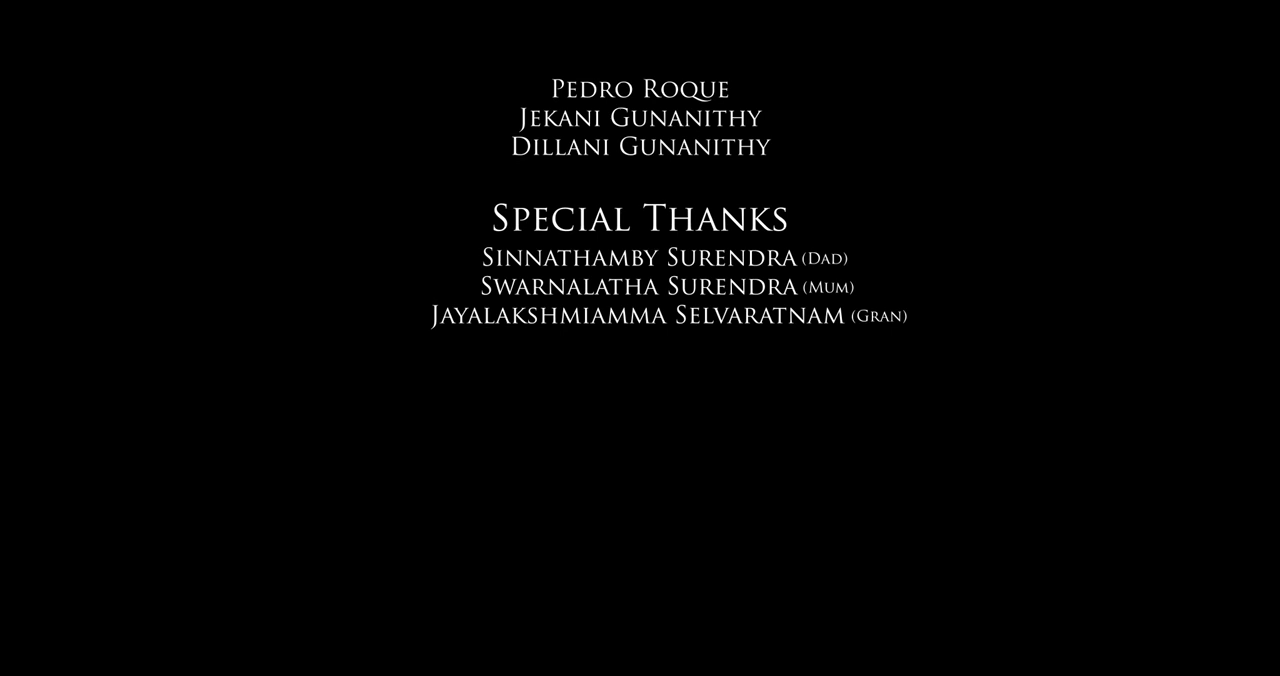 Pedro Roque
Jekani Gunanithy
Dillani Gunanithy
Special Thanks
Sinnathamby Surendra (Dad)
Swarnalatha Surendra (Mum)
Jayalakshmiamma Selvaratnam (Gran)